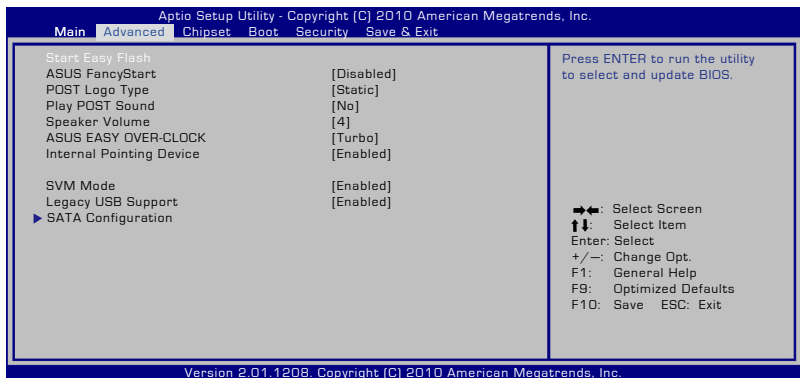 Aptio Setup Utility - Copyright (C) 2010 American Megatrends, Inc.
Main Advanced Chipset Boot Security Save & Exit
Start Easy Flash
ASUS FancyStart [Disabled]
POST Logo Type [Static]
Play POST Sound [No]
Speaker Volume [4]
ASUS EASY OVER-CLOCK [Turbo]
Internal Pointing Device [Enabled]
SVM Mode [Enabled]
Legacy USB Support [Enabled]
SATA Configuration
Press ENTER to run the utility
to select and update BIOS.
→←: Select Screen
↑↓: Select Item
Enter: Select
+/—: Change Opt.
F1: General Help
F9: Optimized Defaults
F10: Save ESC: Exit
Version 2.01.1208. Copyright (C) 2010 American Megatrends, Inc.